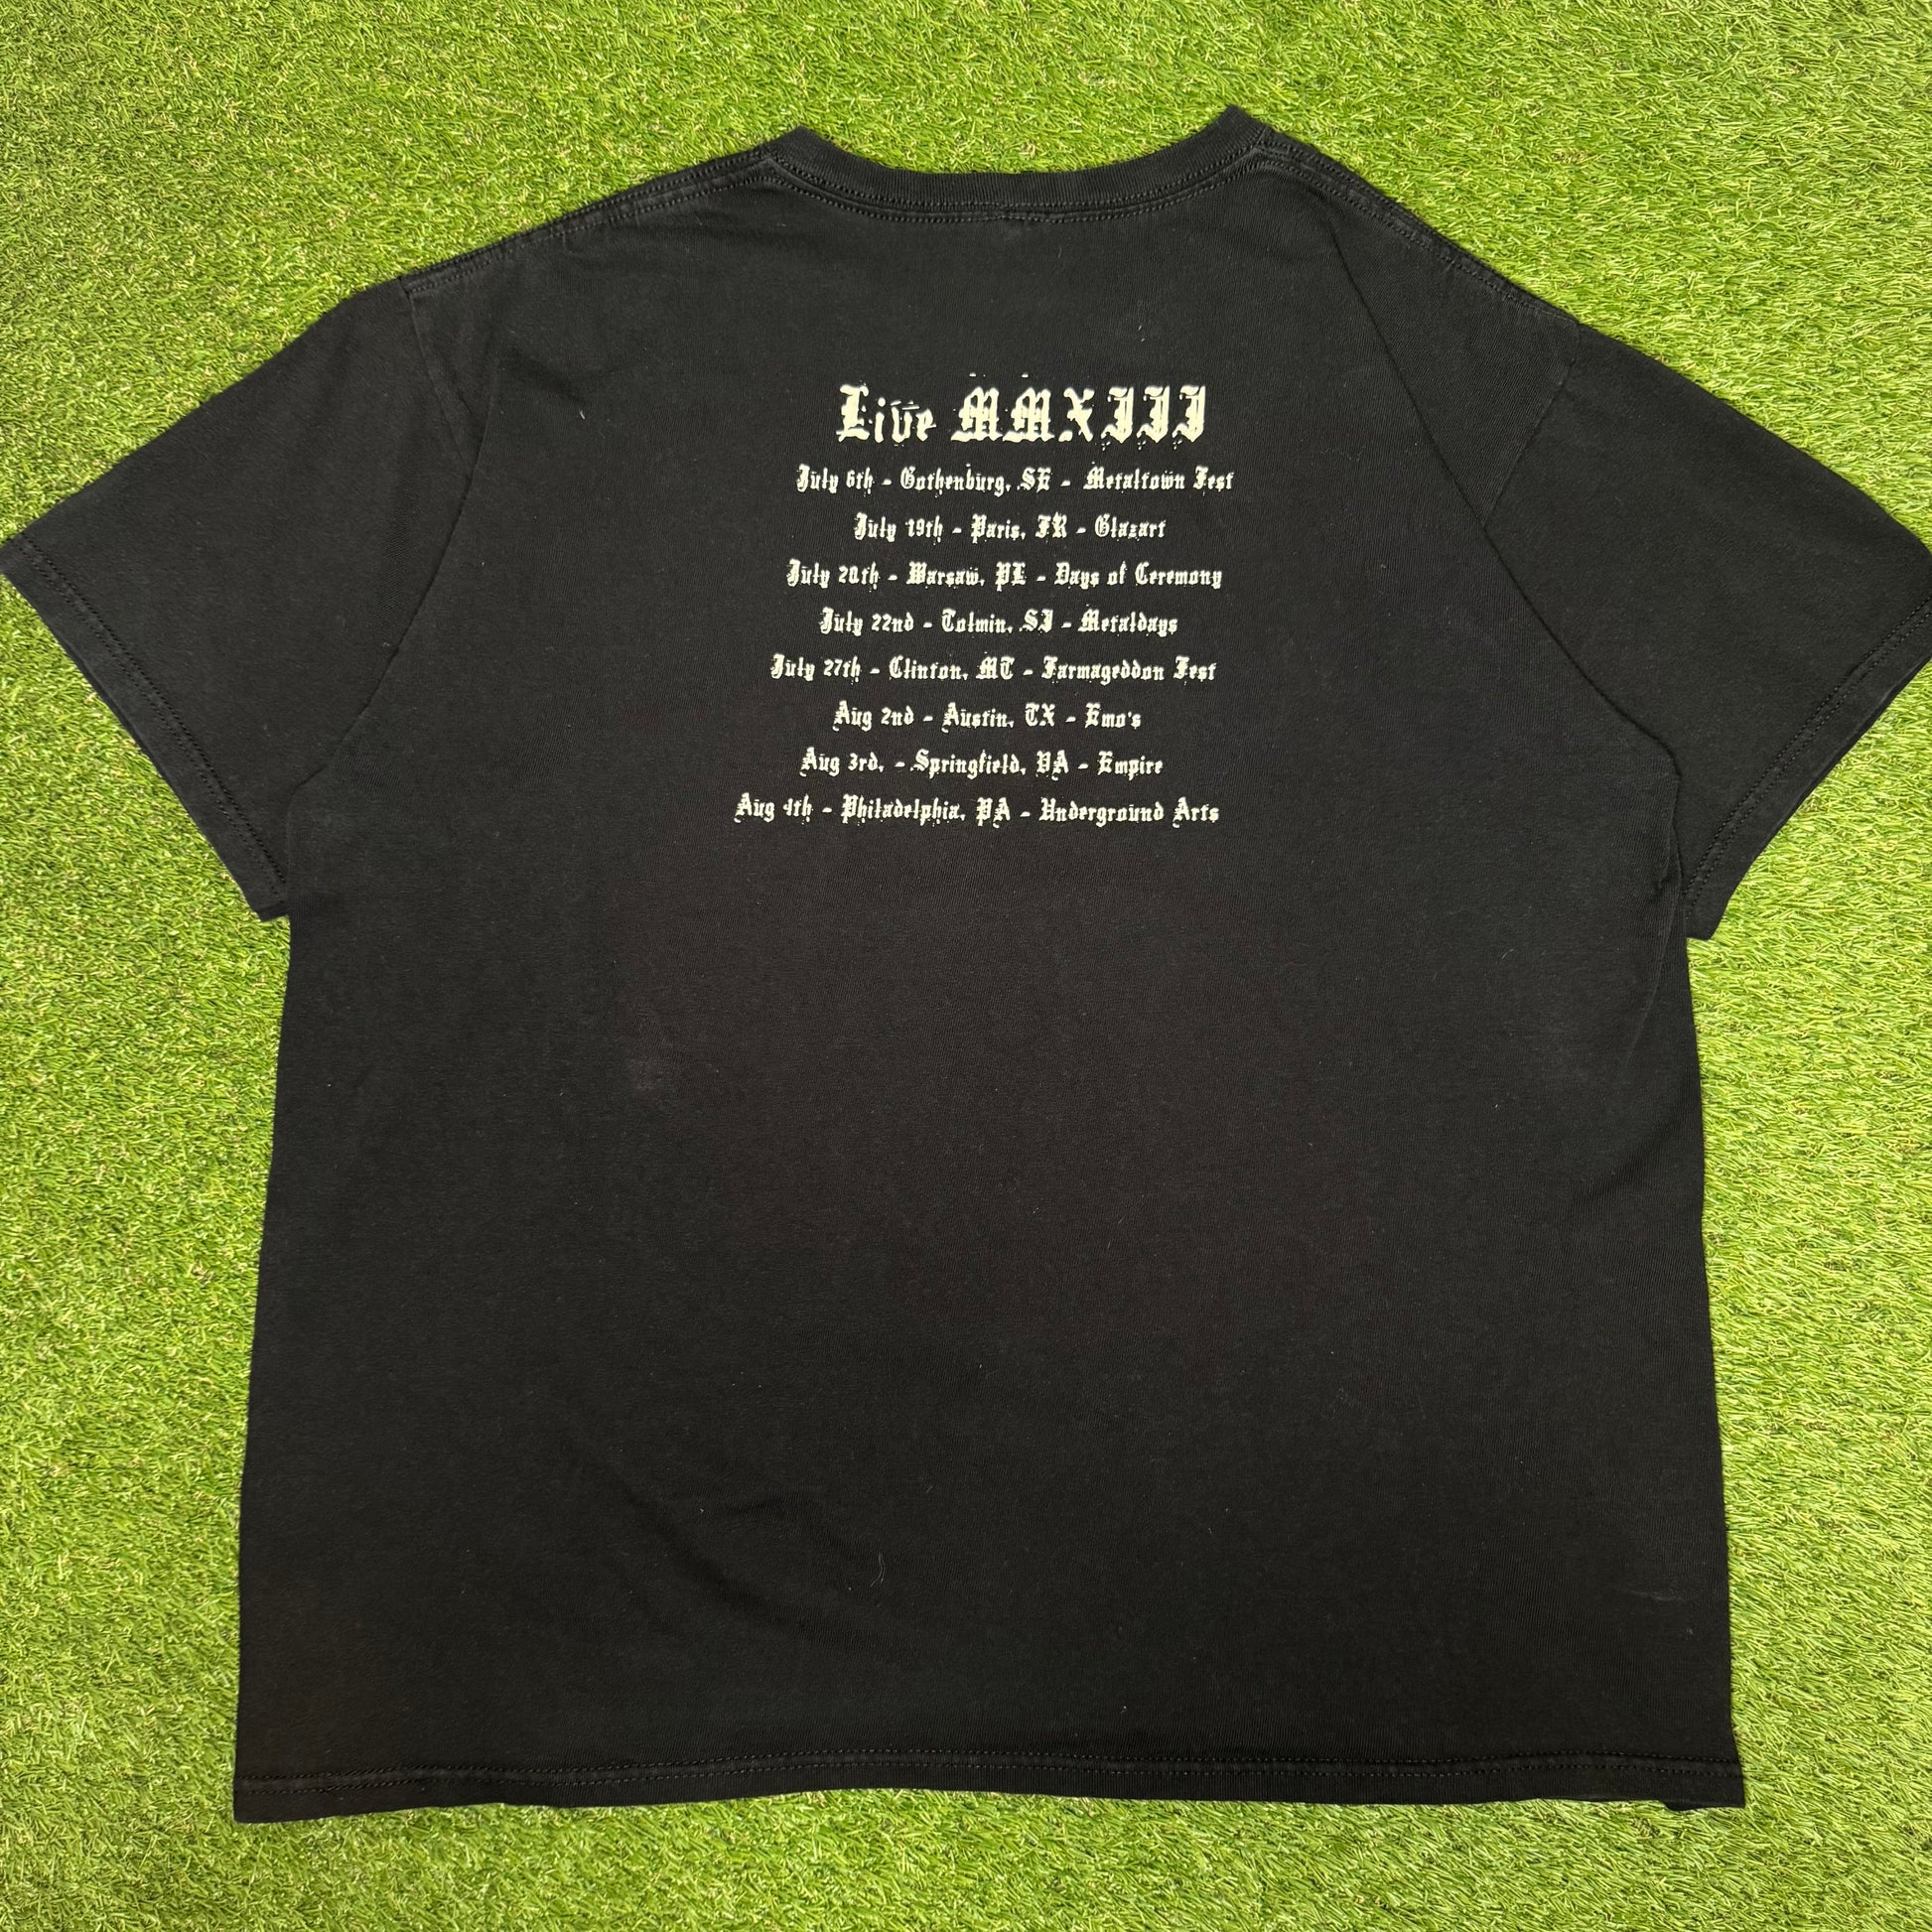 Live MMXIII
July 6th - Gothenburg, SE - Metaltown Fest
July 19th - Paris, FR - Glazart
July 20th - Warsaw, PL - Days of Ceremony
July 22nd - Tolmin, SI - Metaldays
July 27th - Clinton, MT - Farmageddon Fest
Aug 2nd - Austin, TX - Emo's
Aug 3rd, - Springfield, VA - Empire
Aug 4th - Philadelphia, PA - Underground Arts